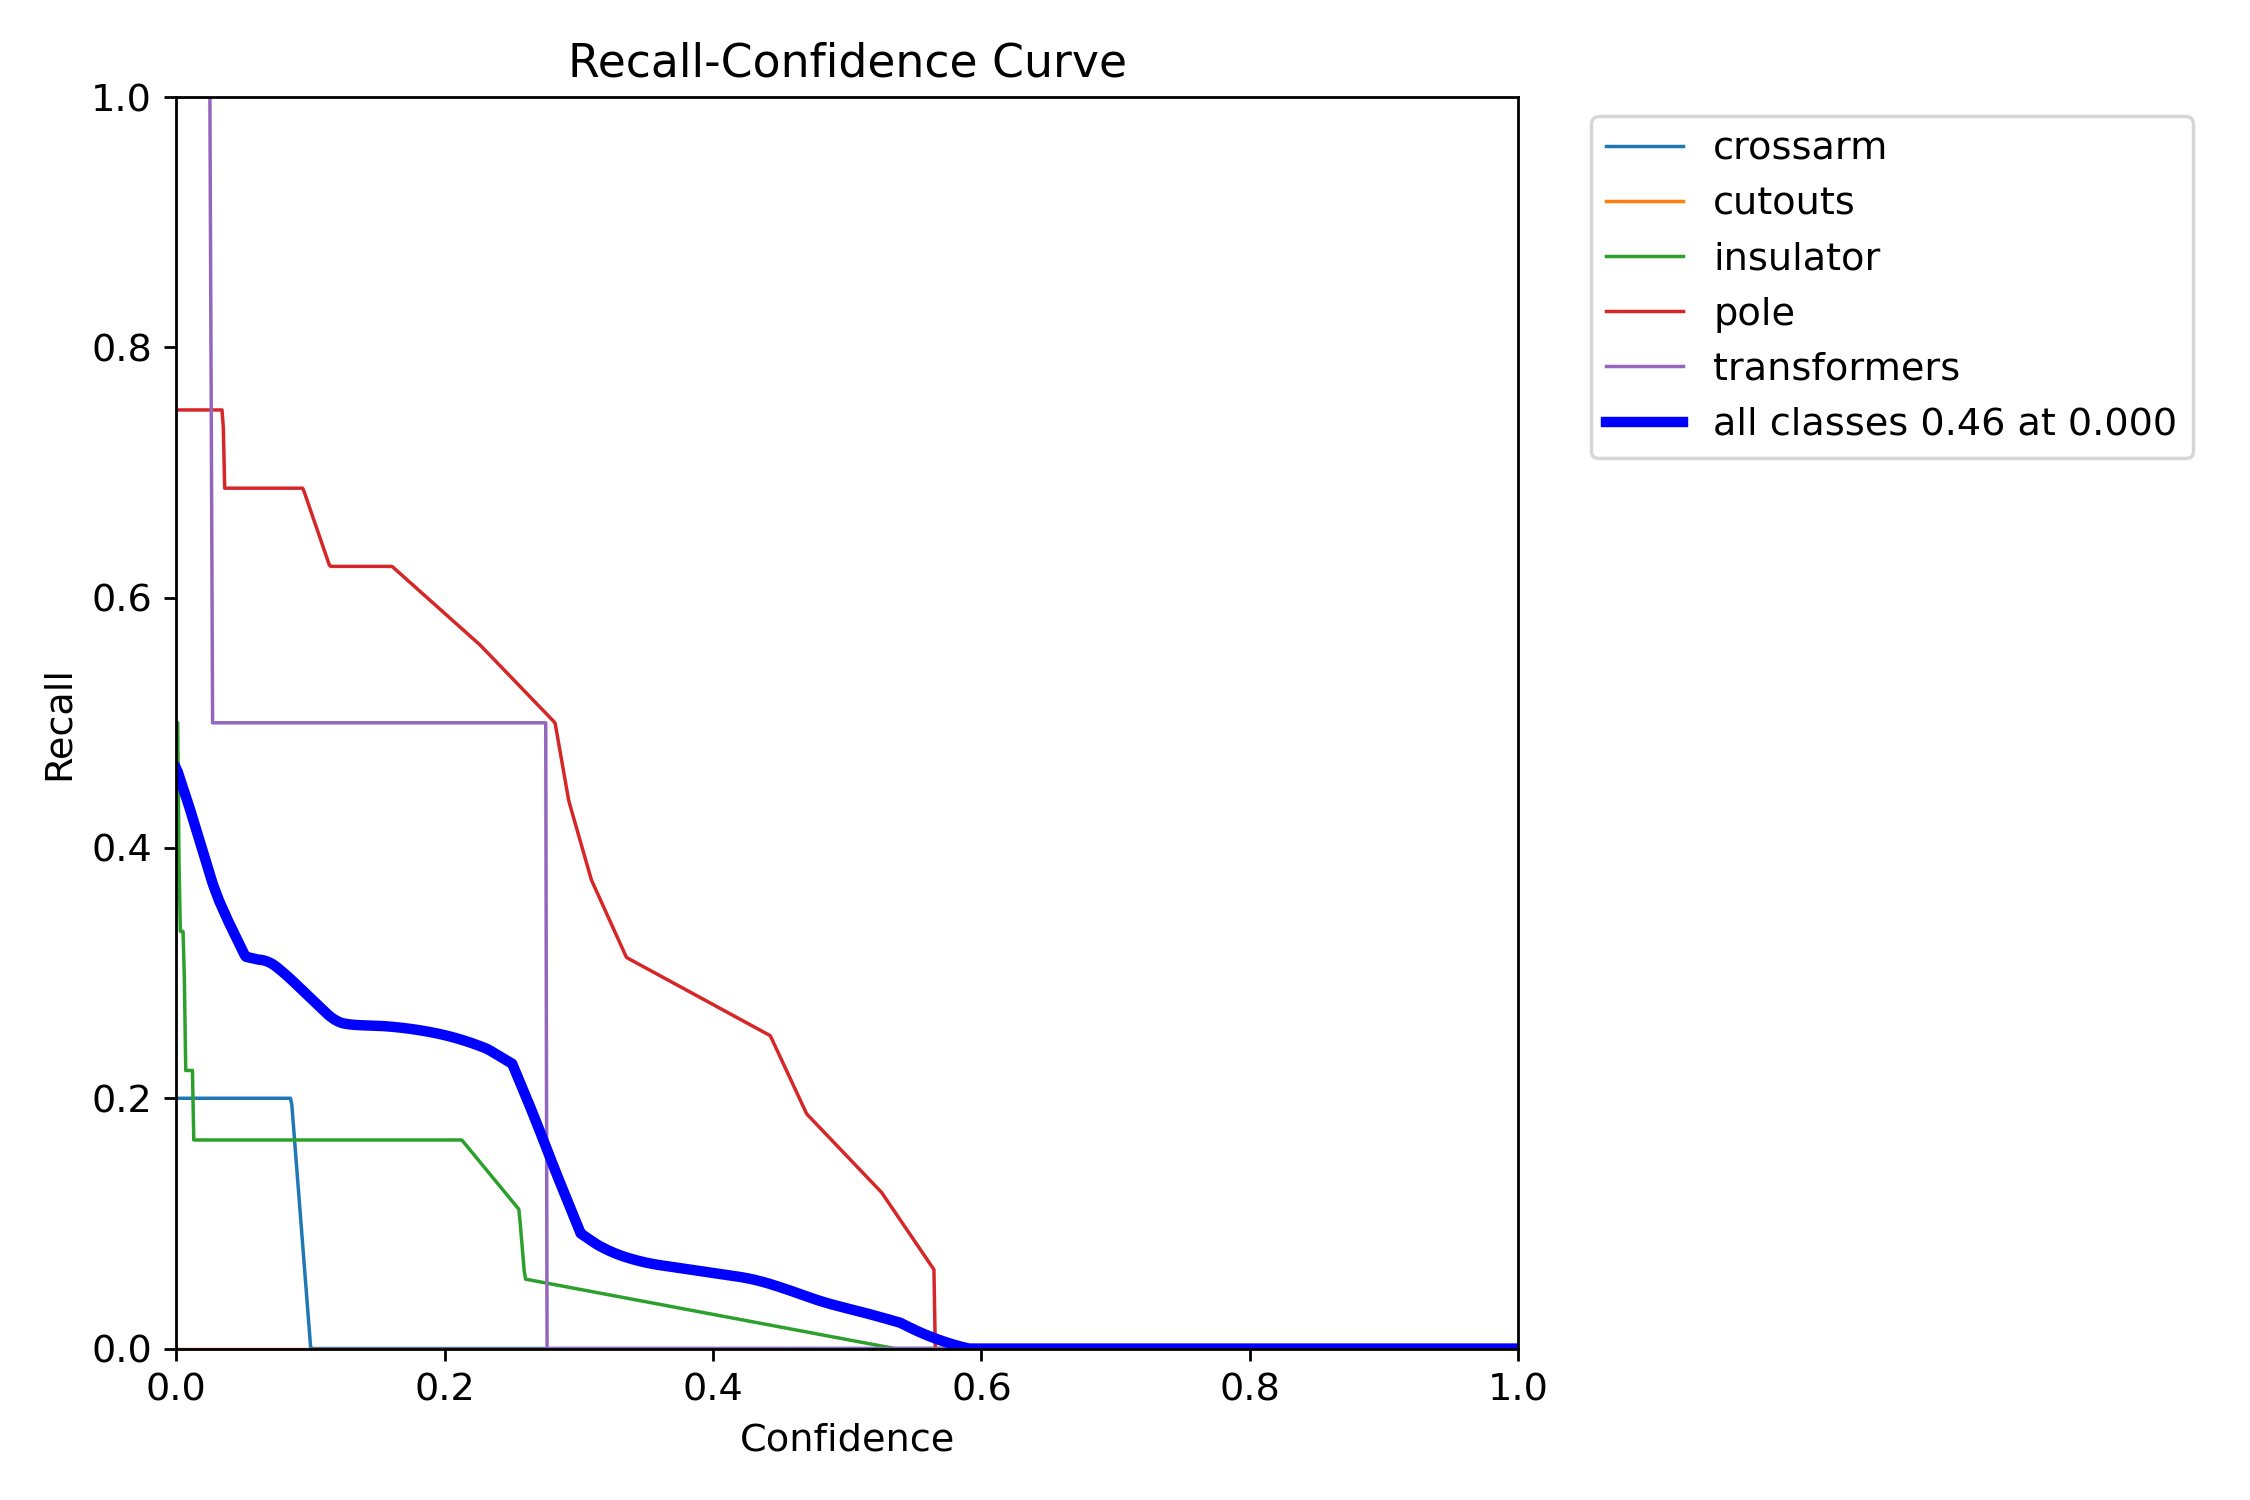 Recall-Confidence Curve
1.0
0.8
0.6
0.4
0.2
0.0
Recall
0.0 0.2 0.4 0.6 0.8 1.0
Confidence
crossarm
cutouts
insulator
pole
transformers
all classes 0.46 at 0.000